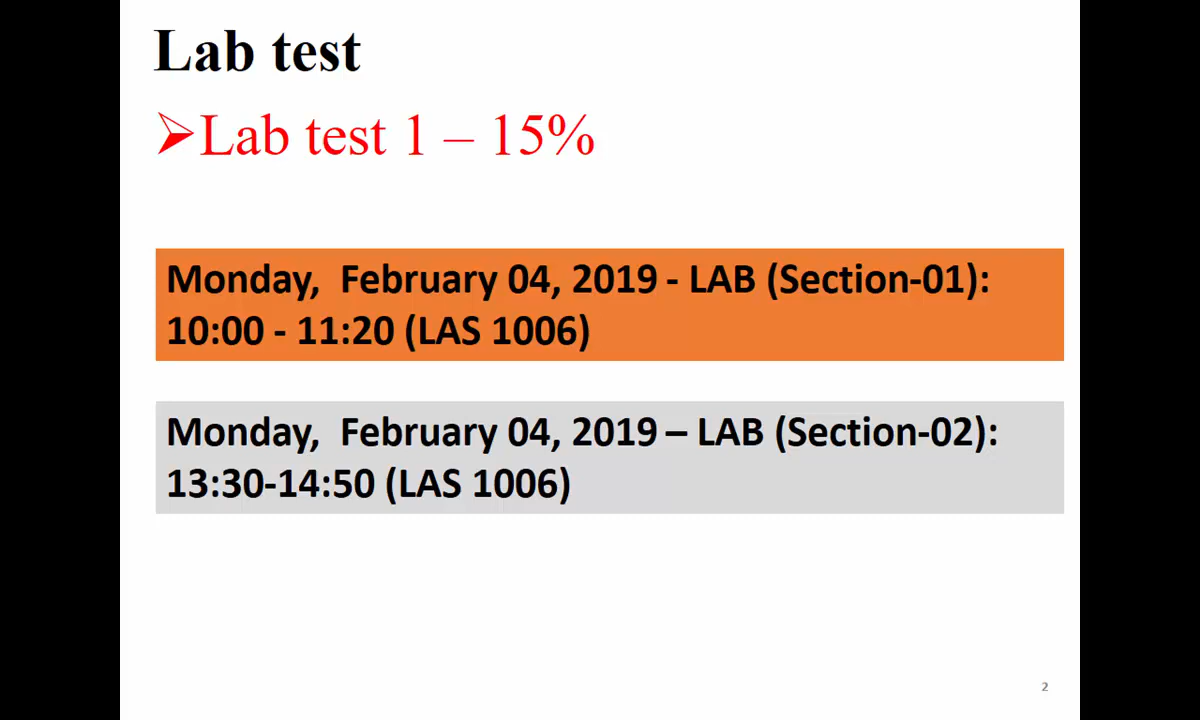 Lab test
➢Lab test 1 – 15%
Monday,  February 04, 2019 - LAB (Section-01):
10:00 - 11:20 (LAS 1006)
Monday,  February 04, 2019 – LAB (Section-02):
13:30-14:50 (LAS 1006)
2